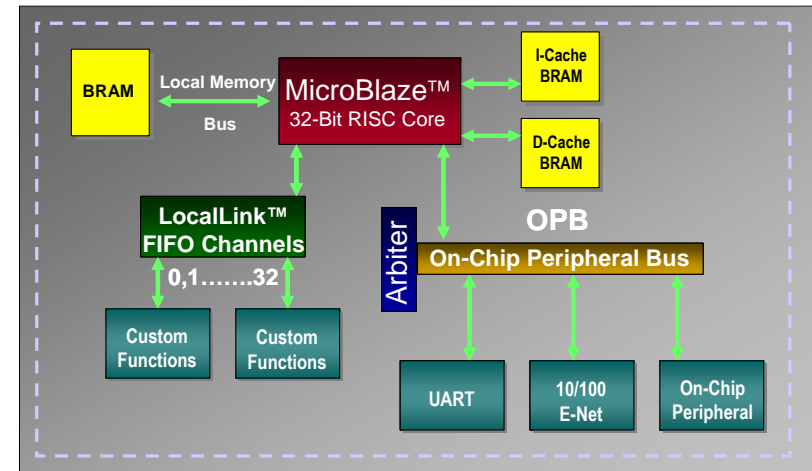 BRAM
Local Memory
Bus
MicroBlaze™
32-Bit RISC Core
I-Cache
BRAM
D-Cache
BRAM
LocalLink™
FIFO Channels
0,1.......32
Custom
Functions
Custom
Functions
Arbiter
OPB
On-Chip Peripheral Bus
UART
10/100
E-Net
On-Chip
Peripheral